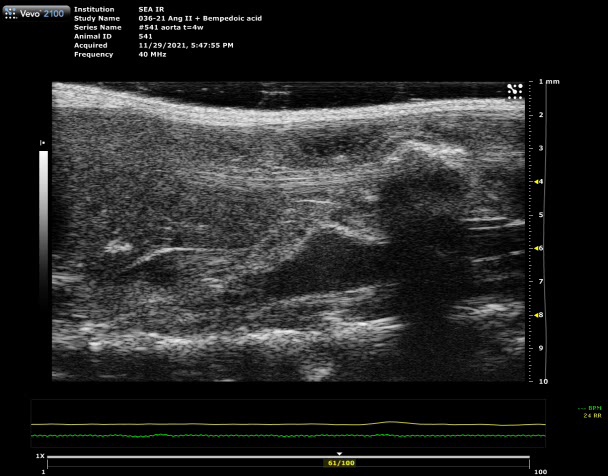 Vevo 2100
Institution SEA IR
Study Name 036-21 Ang II + Bempedoic acid
Series Name #541 aorta t=4w
Animal ID 541
Acquired 11/29/2021, 5:47:55 PM
Frequency 40 MHz
1 mm
2
3
4
5
6
7
8
9
10
--- BPM
24 RR
1X
61/100
1 100